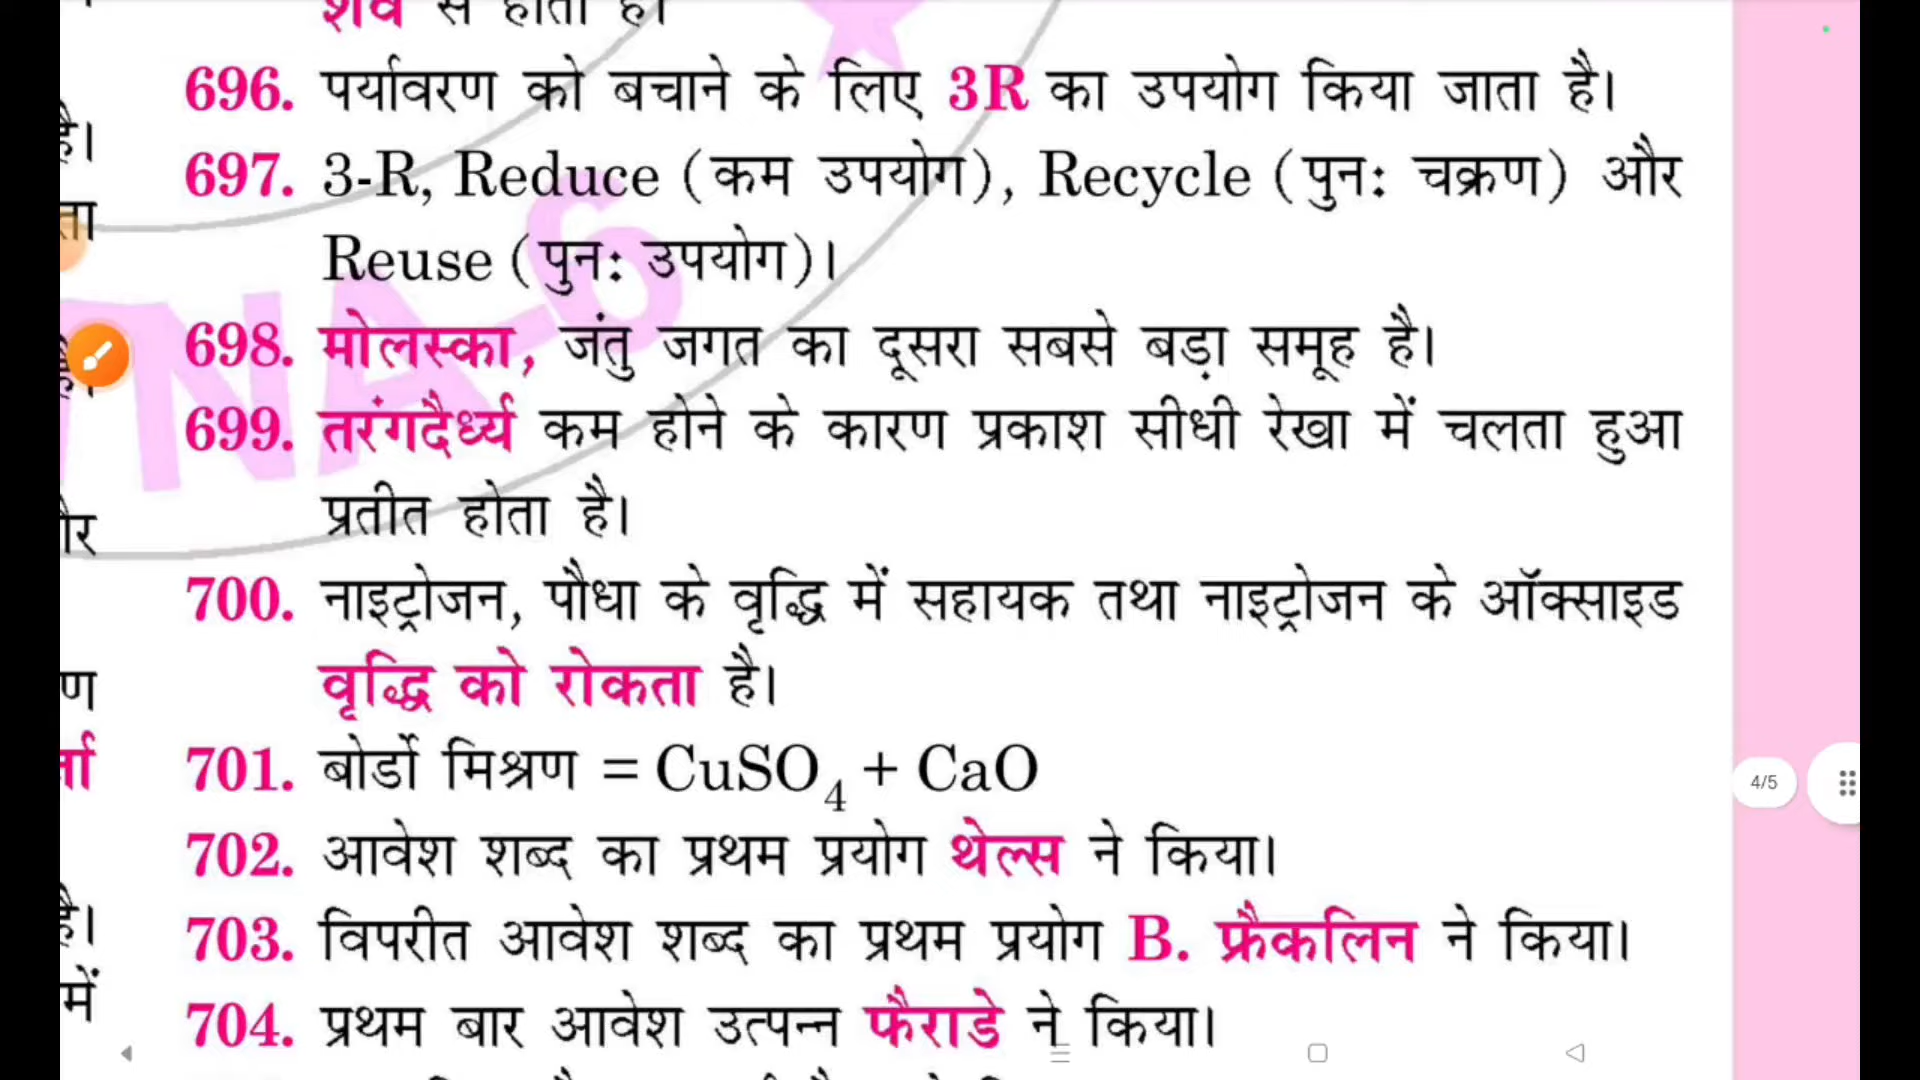 शव से होता है।
696. पर्यावरण को बचाने के लिए 3R का उपयोग किया जाता है।
है।
697. 3-R, Reduce (कम उपयोग), Recycle (पुनः चक्रण) और
ता
Reuse (पुनः उपयोग)।
698. मोलस्का, जंतु जगत का दूसरा सबसे बड़ा समूह है।
699. तरंगदैर्ध्य कम होने के कारण प्रकाश सीधी रेखा में चलता हुआ
प्रतीत होता है।
700. नाइट्रोजन, पौधा के वृद्धि में सहायक तथा नाइट्रोजन के ऑक्साइड
वृद्धि को रोकता है।
ण
701. बोर्डो मिश्रण = CuSO4 + CaO
4/5
702. आवेश शब्द का प्रथम प्रयोग थेल्स ने किया।
है।
703. विपरीत आवेश शब्द का प्रथम प्रयोग B. फ्रैकलिन ने किया।
में
704. प्रथम बार आवेश उत्पन्न फैराडे ने किया।
TNA-6